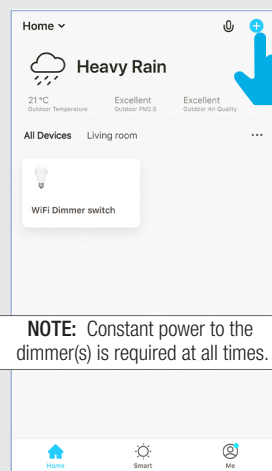 Home
Heavy Rain
21 °C Excellent Excellent
Outdoor Temperature Outdoor PM2.5 Outdoor Air Quality
All Devices Living room
WiFi Dimmer switch
NOTE: Constant power to the
dimmer(s) is required at all times.
Home Smart Me